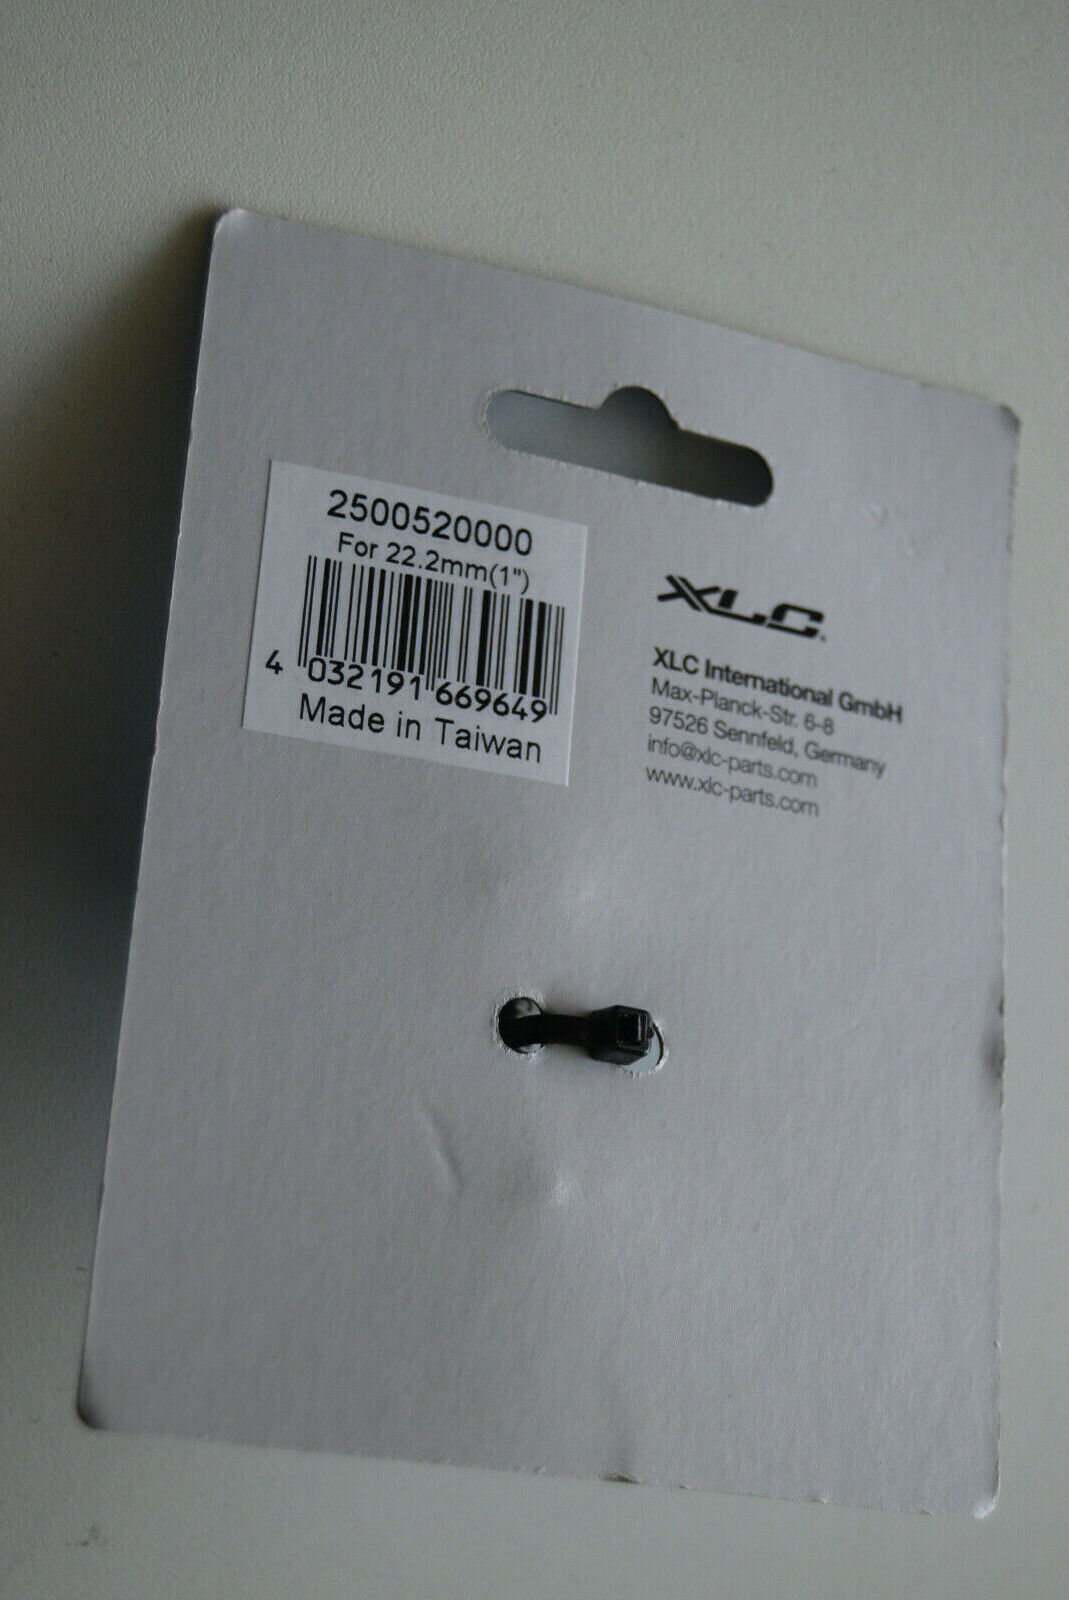 2500520000
For 22.2mm(1")
4 032191 669649
Made in Taiwan
XLC
XLC International GmbH
Max-Planck-Str. 6-8
97526 Sennfeld, Germany
info@xlc-parts.com
www.xlc-parts.com